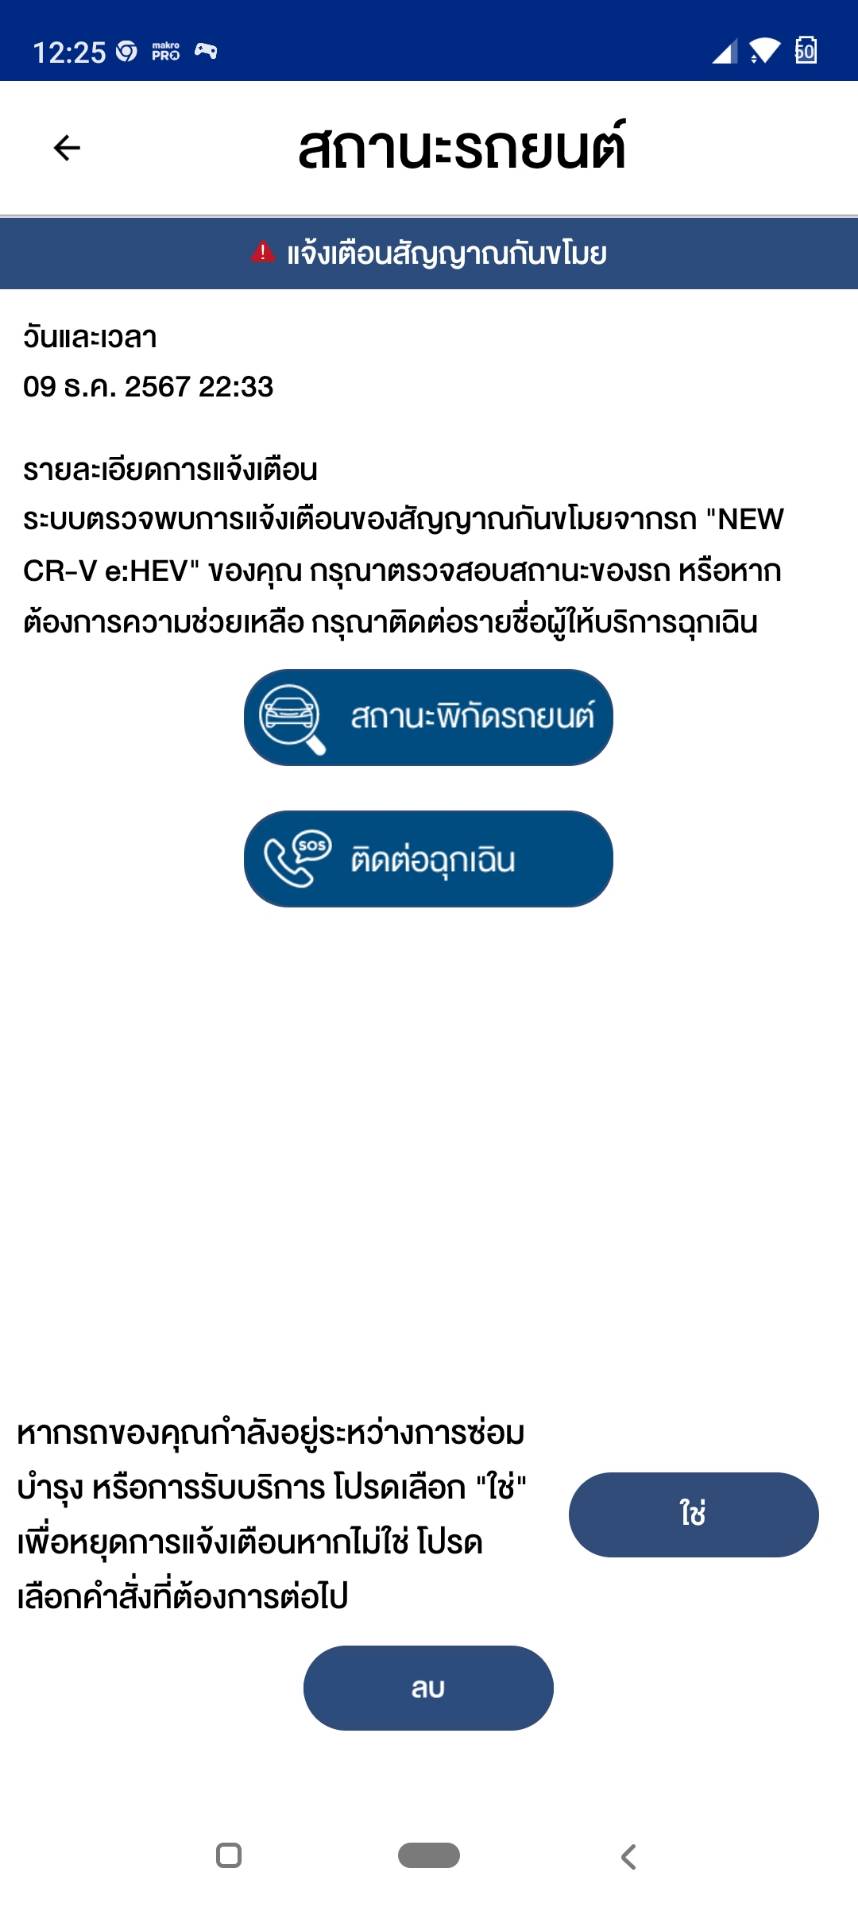 12:25 makro PRO 50
สถานะรถยนต์
แจ้งเตือนสัญญาณกันขโมย
วันและเวลา
09 ธ.ค. 2567 22:33
รายละเอียดการแจ้งเตือน
ระบบตรวจพบการแจ้งเตือนของสัญญาณกันขโมยจากรถ "NEW
CR-V e:HEV" ของคุณ กรุณาตรวจสอบสถานะของรถ หรือหาก
ต้องการความช่วยเหลือ กรุณาติดต่อรายชื่อผู้ให้บริการฉุกเฉิน
สถานะพิกัดรถยนต์
SOS ติดต่อฉุกเฉิน
หากรถของคุณกำลังอยู่ระหว่างการซ่อม
บำรุง หรือการรับบริการ โปรดเลือก "ใช่"
เพื่อหยุดการแจ้งเตือนหากไม่ใช่ โปรด
เลือกคำสั่งที่ต้องการต่อไป
ใช่
ลบ